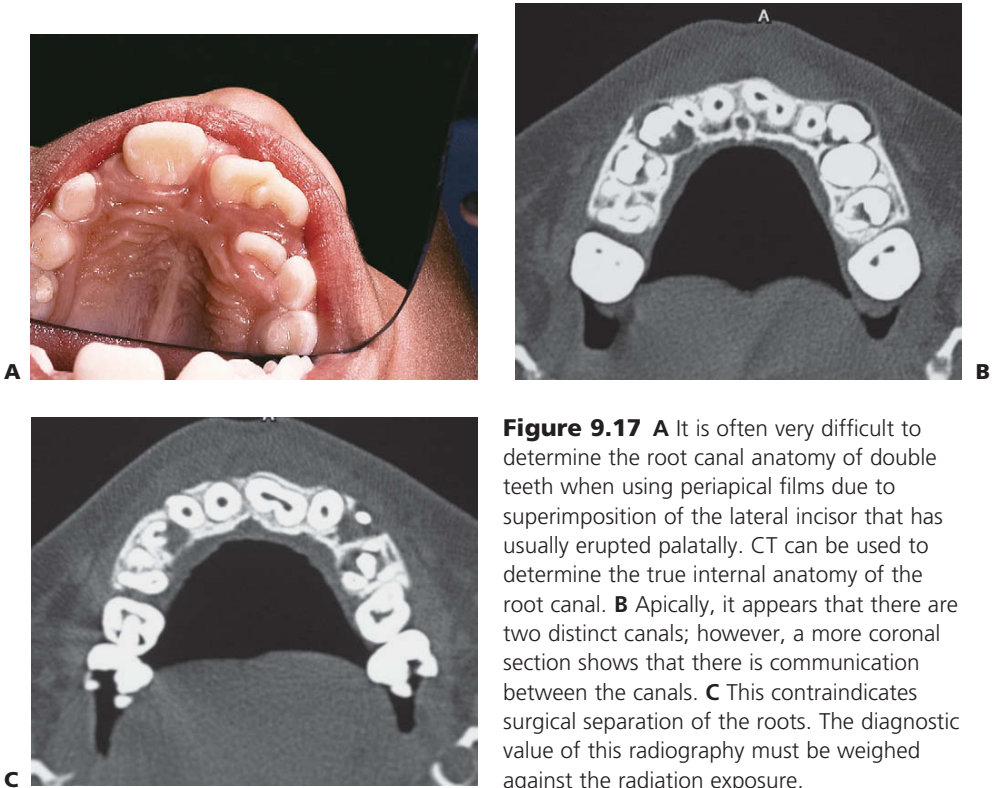 A
A
B
A
C
Figure 9.17 A It is often very difficult to
determine the root canal anatomy of double
teeth when using periapical films due to
superimposition of the lateral incisor that has
usually erupted palatally. CT can be used to
determine the true internal anatomy of the
root canal. B Apically, it appears that there are
two distinct canals; however, a more coronal
section shows that there is communication
between the canals. C This contraindicates
surgical separation of the roots. The diagnostic
value of this radiography must be weighed
against the radiation exposure.